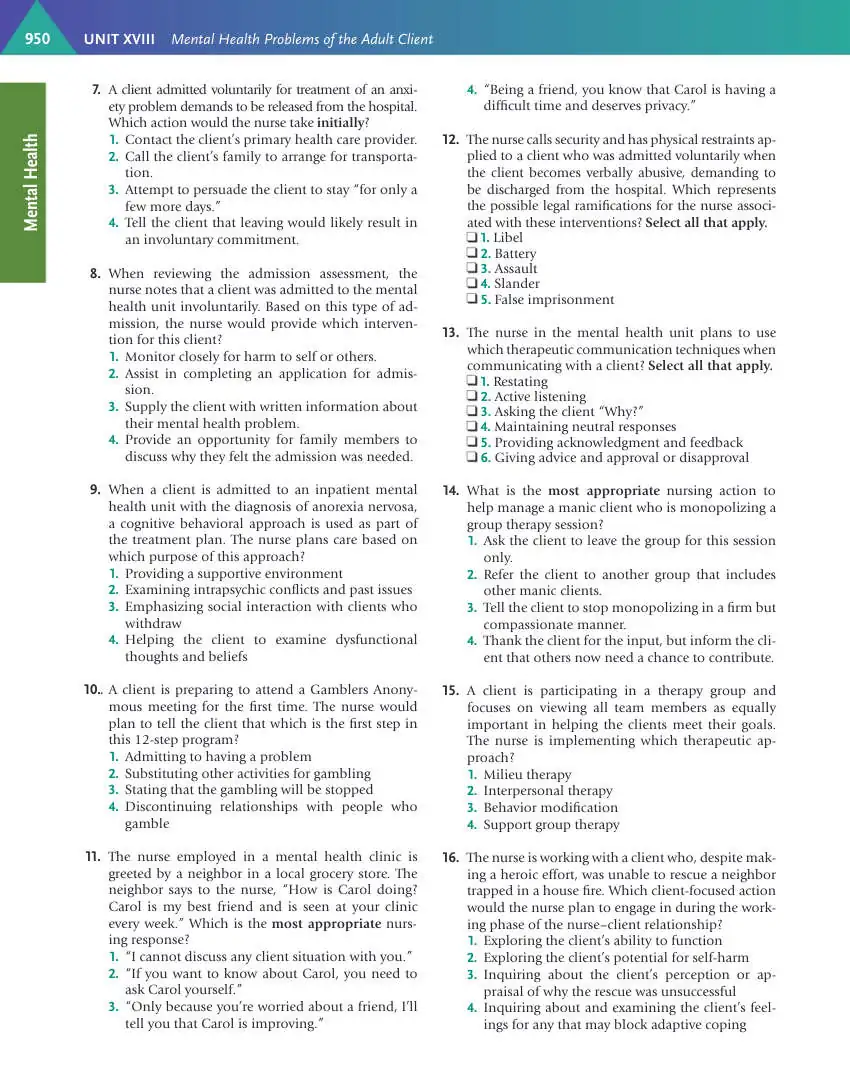 950 UNIT XVIII Mental Health Problems of the Adult Client
Mental Health
7. A client admitted voluntarily for treatment of an anxi-
ety problem demands to be released from the hospital.
Which action would the nurse take initially?
1. Contact the client's primary health care provider.
2. Call the client's family to arrange for transporta-
tion.
3. Attempt to persuade the client to stay “for only a
few more days.”
4. Tell the client that leaving would likely result in
an involuntary commitment.
8. When reviewing the admission assessment, the
nurse notes that a client was admitted to the mental
health unit involuntarily. Based on this type of ad-
mission, the nurse would provide which interven-
tion for this client?
1. Monitor closely for harm to self or others.
2. Assist in completing an application for admis-
sion.
3. Supply the client with written information about
their mental health problem.
4. Provide an opportunity for family members to
discuss why they felt the admission was needed.
9. When a client is admitted to an inpatient mental
health unit with the diagnosis of anorexia nervosa,
a cognitive behavioral approach is used as part of
the treatment plan. The nurse plans care based on
which purpose of this approach?
1. Providing a supportive environment
2. Examining intrapsychic conflicts and past issues
3. Emphasizing social interaction with clients who
withdraw
4. Helping the client to examine dysfunctional
thoughts and beliefs
10.. A client is preparing to attend a Gamblers Anony-
mous meeting for the first time. The nurse would
plan to tell the client that which is the first step in
this 12-step program?
1. Admitting to having a problem
2. Substituting other activities for gambling
3. Stating that the gambling will be stopped
4. Discontinuing relationships with people who
gamble
11. The nurse employed in a mental health clinic is
greeted by a neighbor in a local grocery store. The
neighbor says to the nurse, “How is Carol doing?
Carol is my best friend and is seen at your clinic
every week.” Which is the most appropriate nurs-
ing response?
1. “I cannot discuss any client situation with you.”
2. “If you want to know about Carol, you need to
ask Carol yourself.”
3. “Only because you're worried about a friend, I'll
tell you that Carol is improving.”
4. “Being a friend, you know that Carol is having a
difficult time and deserves privacy.”
12. The nurse calls security and has physical restraints ap-
plied to a client who was admitted voluntarily when
the client becomes verbally abusive, demanding to
be discharged from the hospital. Which represents
the possible legal ramifications for the nurse associ-
ated with these interventions? Select all that apply.
❑ 1. Libel
❑ 2. Battery
❑ 3. Assault
❑ 4. Slander
❑ 5. False imprisonment
13. The nurse in the mental health unit plans to use
which therapeutic communication techniques when
communicating with a client? Select all that apply.
❑ 1. Restating
❑ 2. Active listening
❑ 3. Asking the client “Why?”
❑ 4. Maintaining neutral responses
❑ 5. Providing acknowledgment and feedback
❑ 6. Giving advice and approval or disapproval
14. What is the most appropriate nursing action to
help manage a manic client who is monopolizing a
group therapy session?
1. Ask the client to leave the group for this session
only.
2. Refer the client to another group that includes
other manic clients.
3. Tell the client to stop monopolizing in a firm but
compassionate manner.
4. Thank the client for the input, but inform the cli-
ent that others now need a chance to contribute.
15. A client is participating in a therapy group and
focuses on viewing all team members as equally
important in helping the clients meet their goals.
The nurse is implementing which therapeutic ap-
proach?
1. Milieu therapy
2. Interpersonal therapy
3. Behavior modification
4. Support group therapy
16. The nurse is working with a client who, despite mak-
ing a heroic effort, was unable to rescue a neighbor
trapped in a house fire. Which client-focused action
would the nurse plan to engage in during the work-
ing phase of the nurse–client relationship?
1. Exploring the client's ability to function
2. Exploring the client's potential for self-harm
3. Inquiring about the client's perception or ap-
praisal of why the rescue was unsuccessful
4. Inquiring about and examining the client's feel-
ings for any that may block adaptive coping